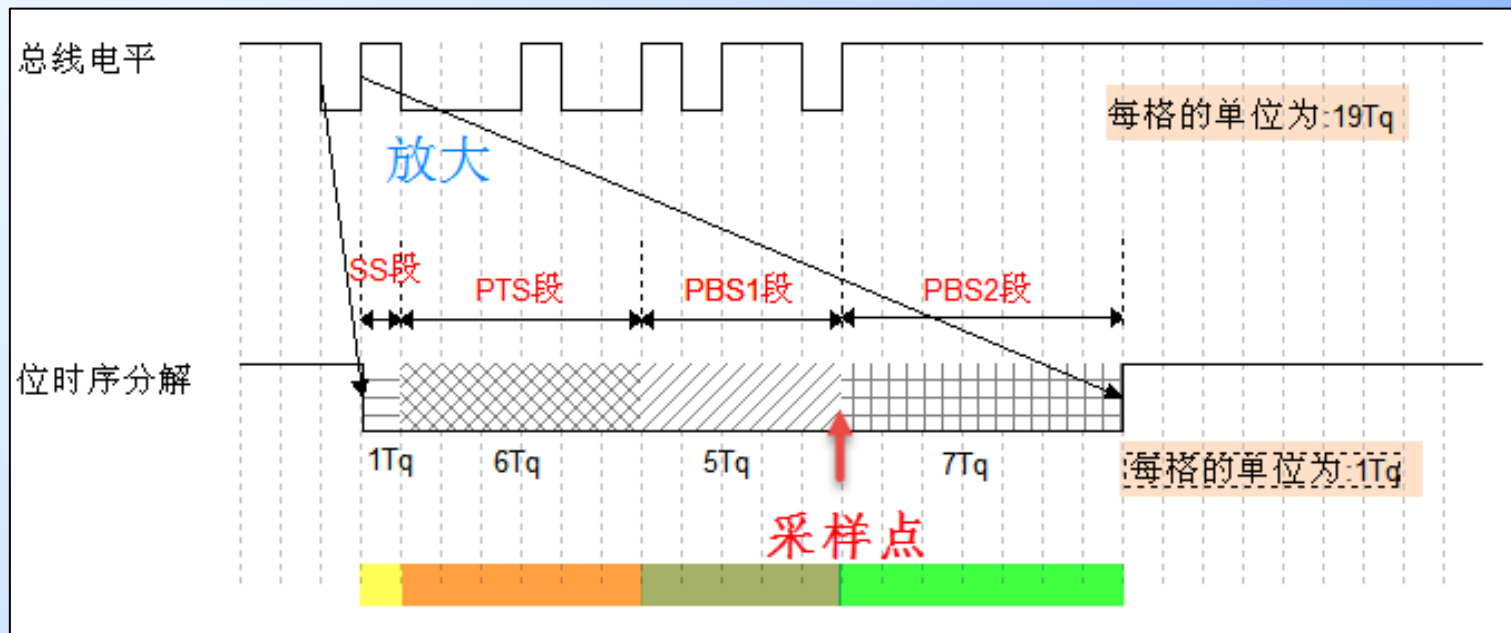 总线电平
每格的单位为:19Tq
放大
SS段
PTS段
PBS1段
PBS2段
位时序分解
1Tq
6Tq
5Tq
7Tq
每格的单位为:1Tq
采样点